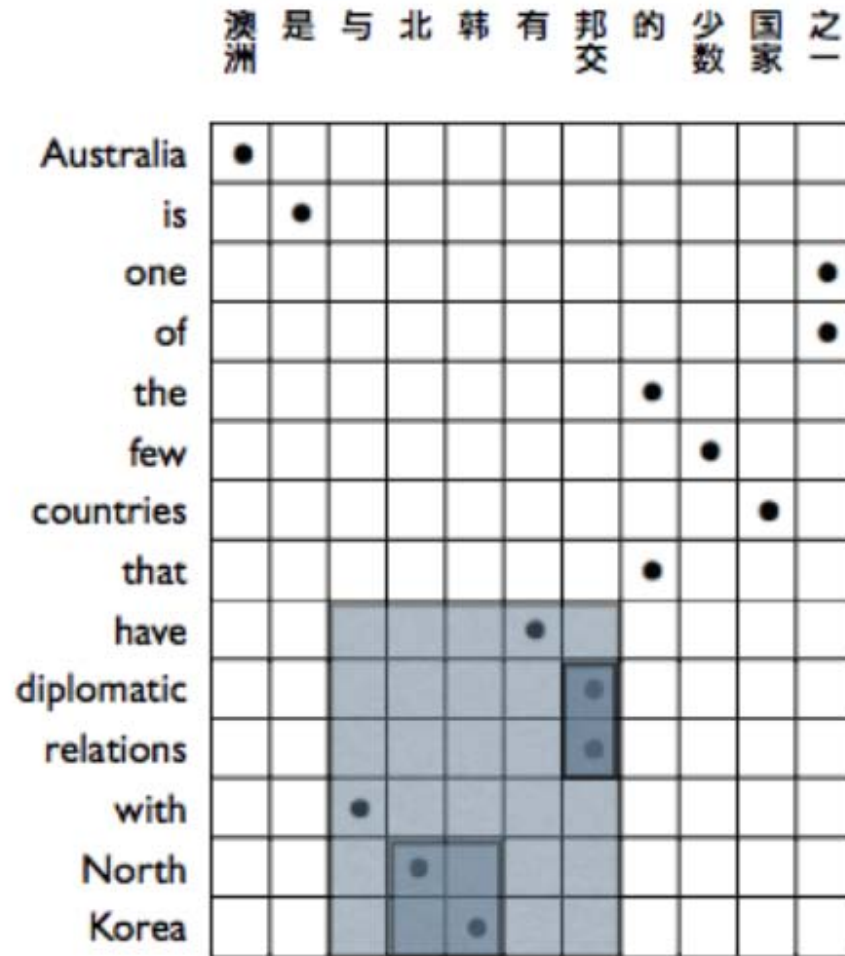 澳洲 是 与 北 韩 有 邦交 的 少数 国家 之一
Australia
is
one
of
the
few
countries
that
have
diplomatic
relations
with
North
Korea